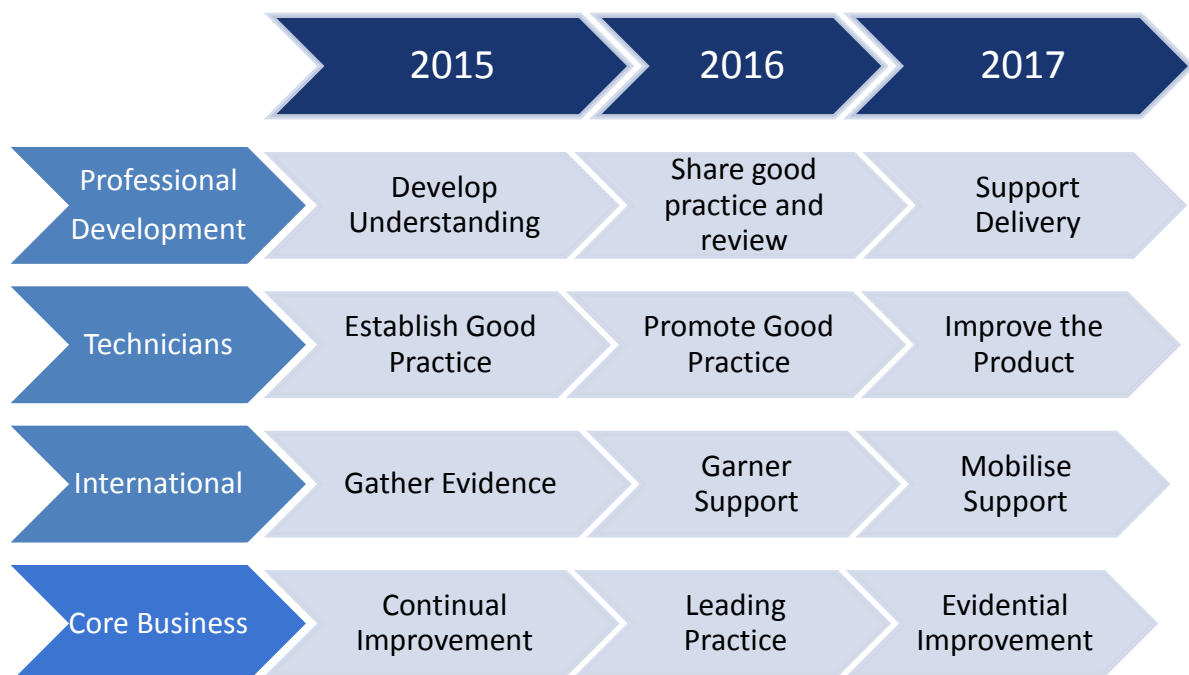 2015
2016
2017
Professional
Development
Develop
Understanding
Share good
practice and
review
Support
Delivery
Technicians
Establish Good
Practice
Promote Good
Practice
Improve the
Product
International
Gather Evidence
Garner
Support
Mobilise
Support
Core Business
Continual
Improvement
Leading
Practice
Evidential
Improvement